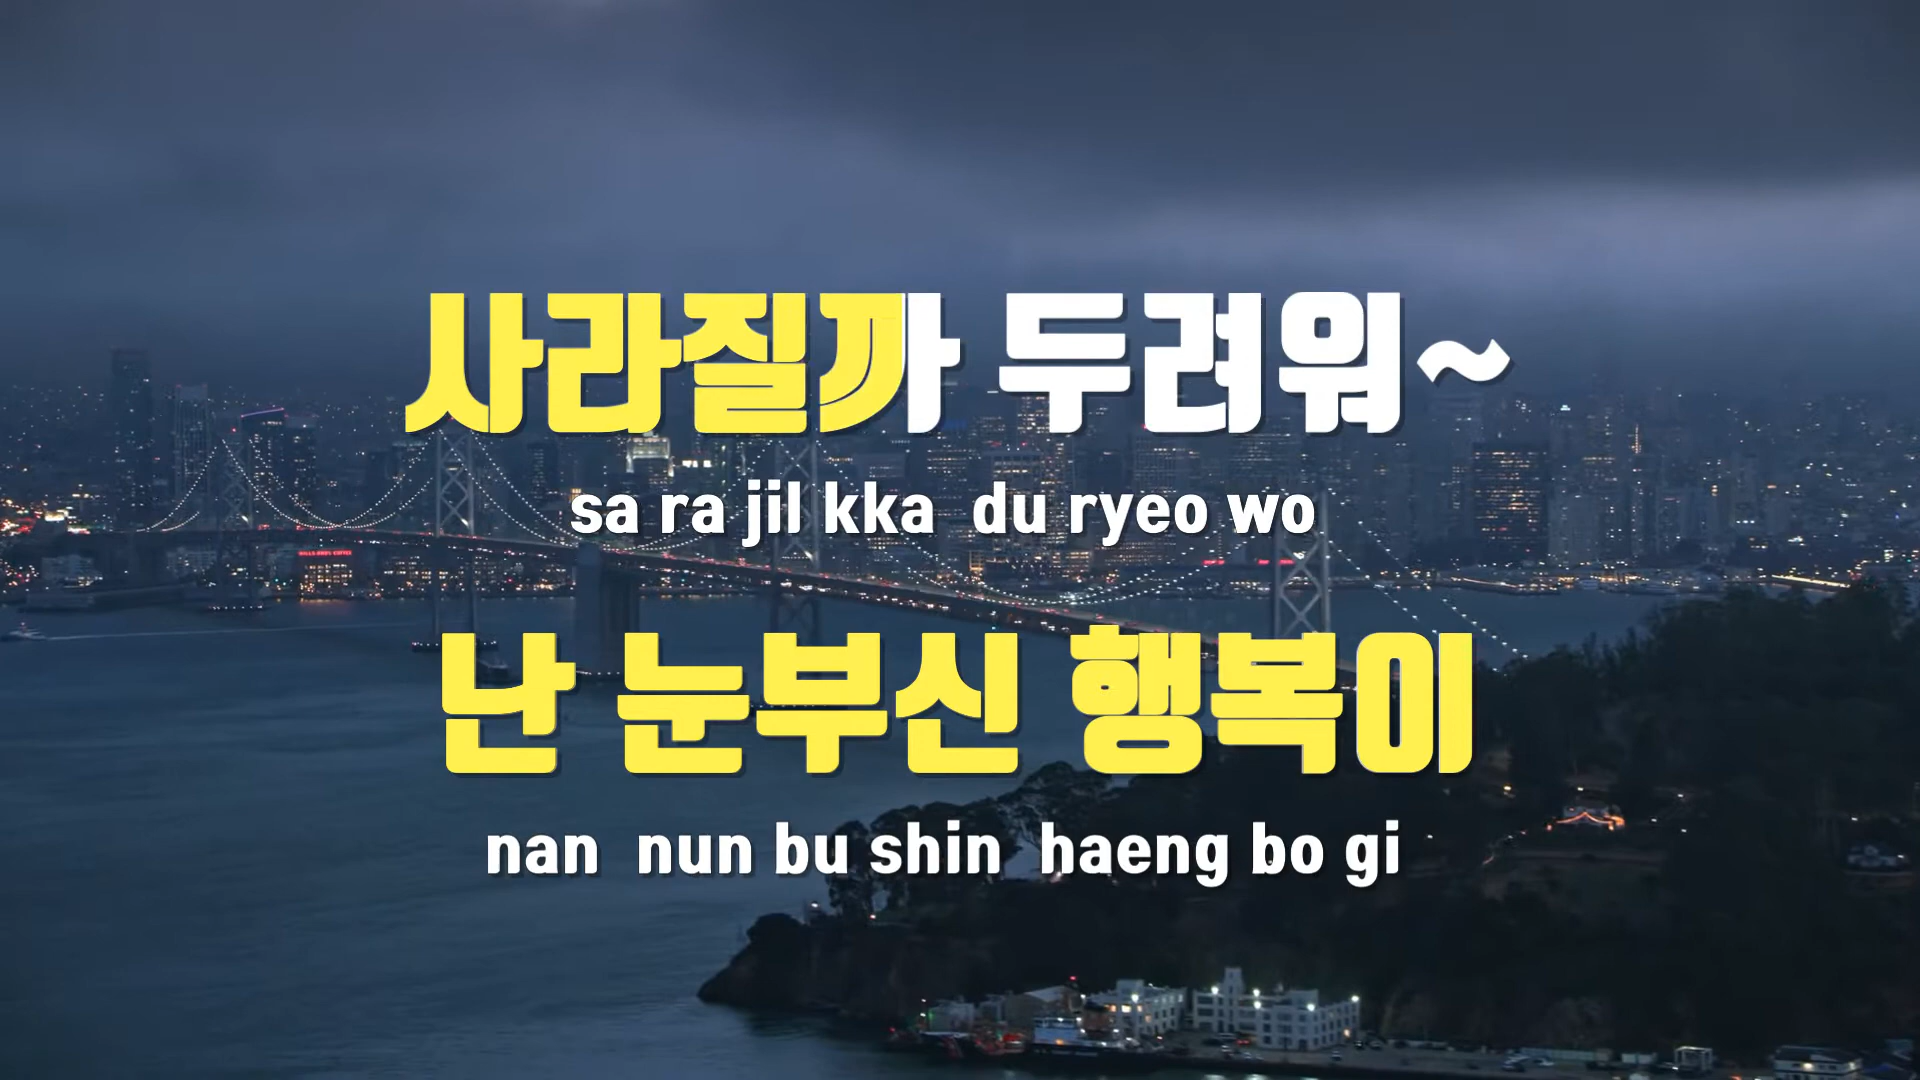 사라질까 두려워~
sa ra jil kka du ryeo wo
난 눈부신 행복이
nan nun bu shin haeng bo gi